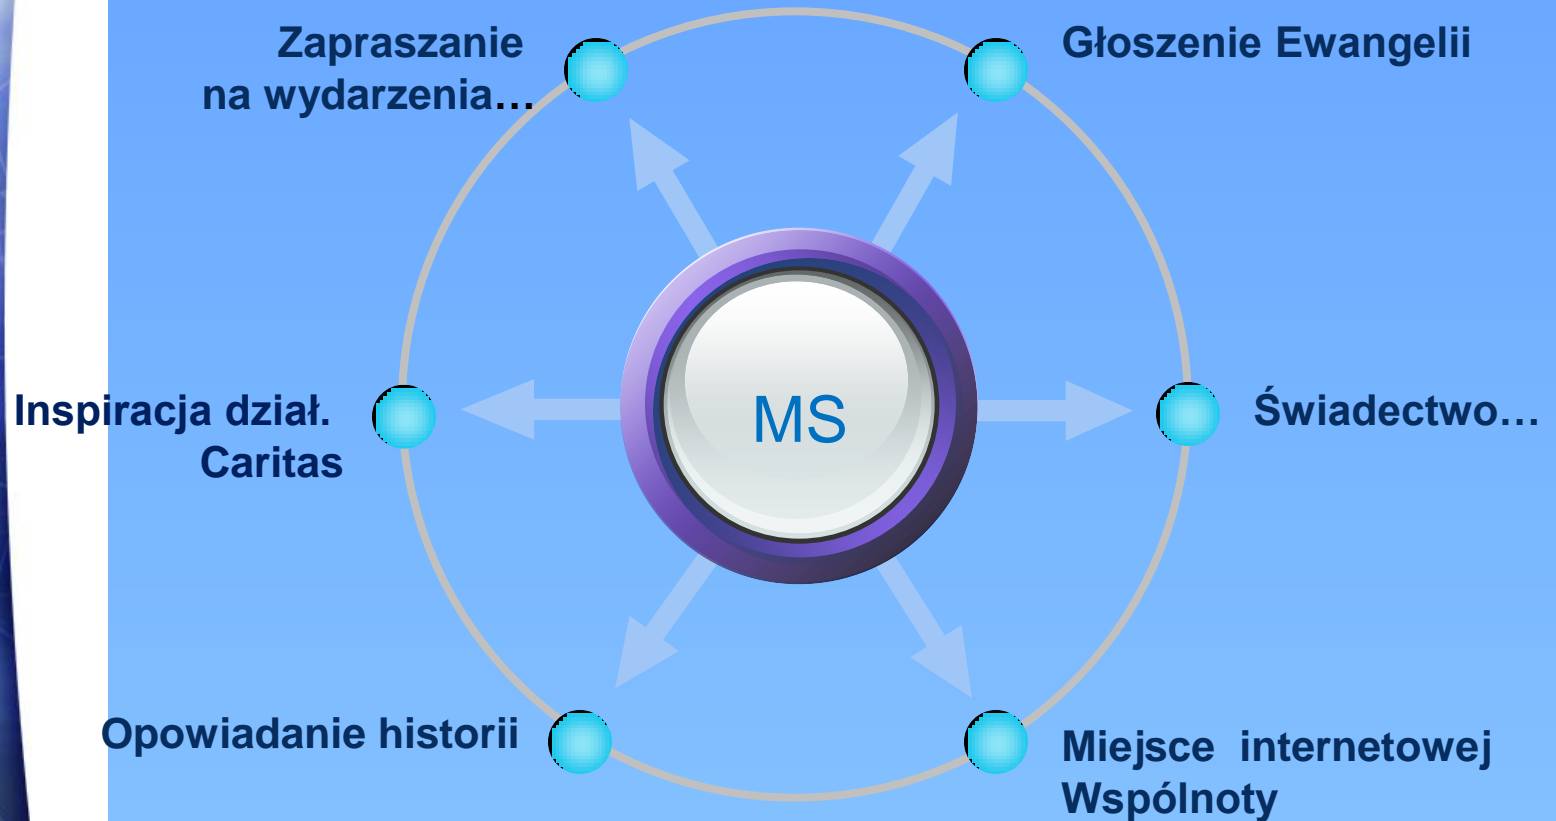 Zapraszanie
na wydarzenia…
Głoszenie Ewangelii
Inspiracja dział.
Caritas
MS
Świadectwo…
Opowiadanie historii
Miejsce internetowej
Wspólnoty